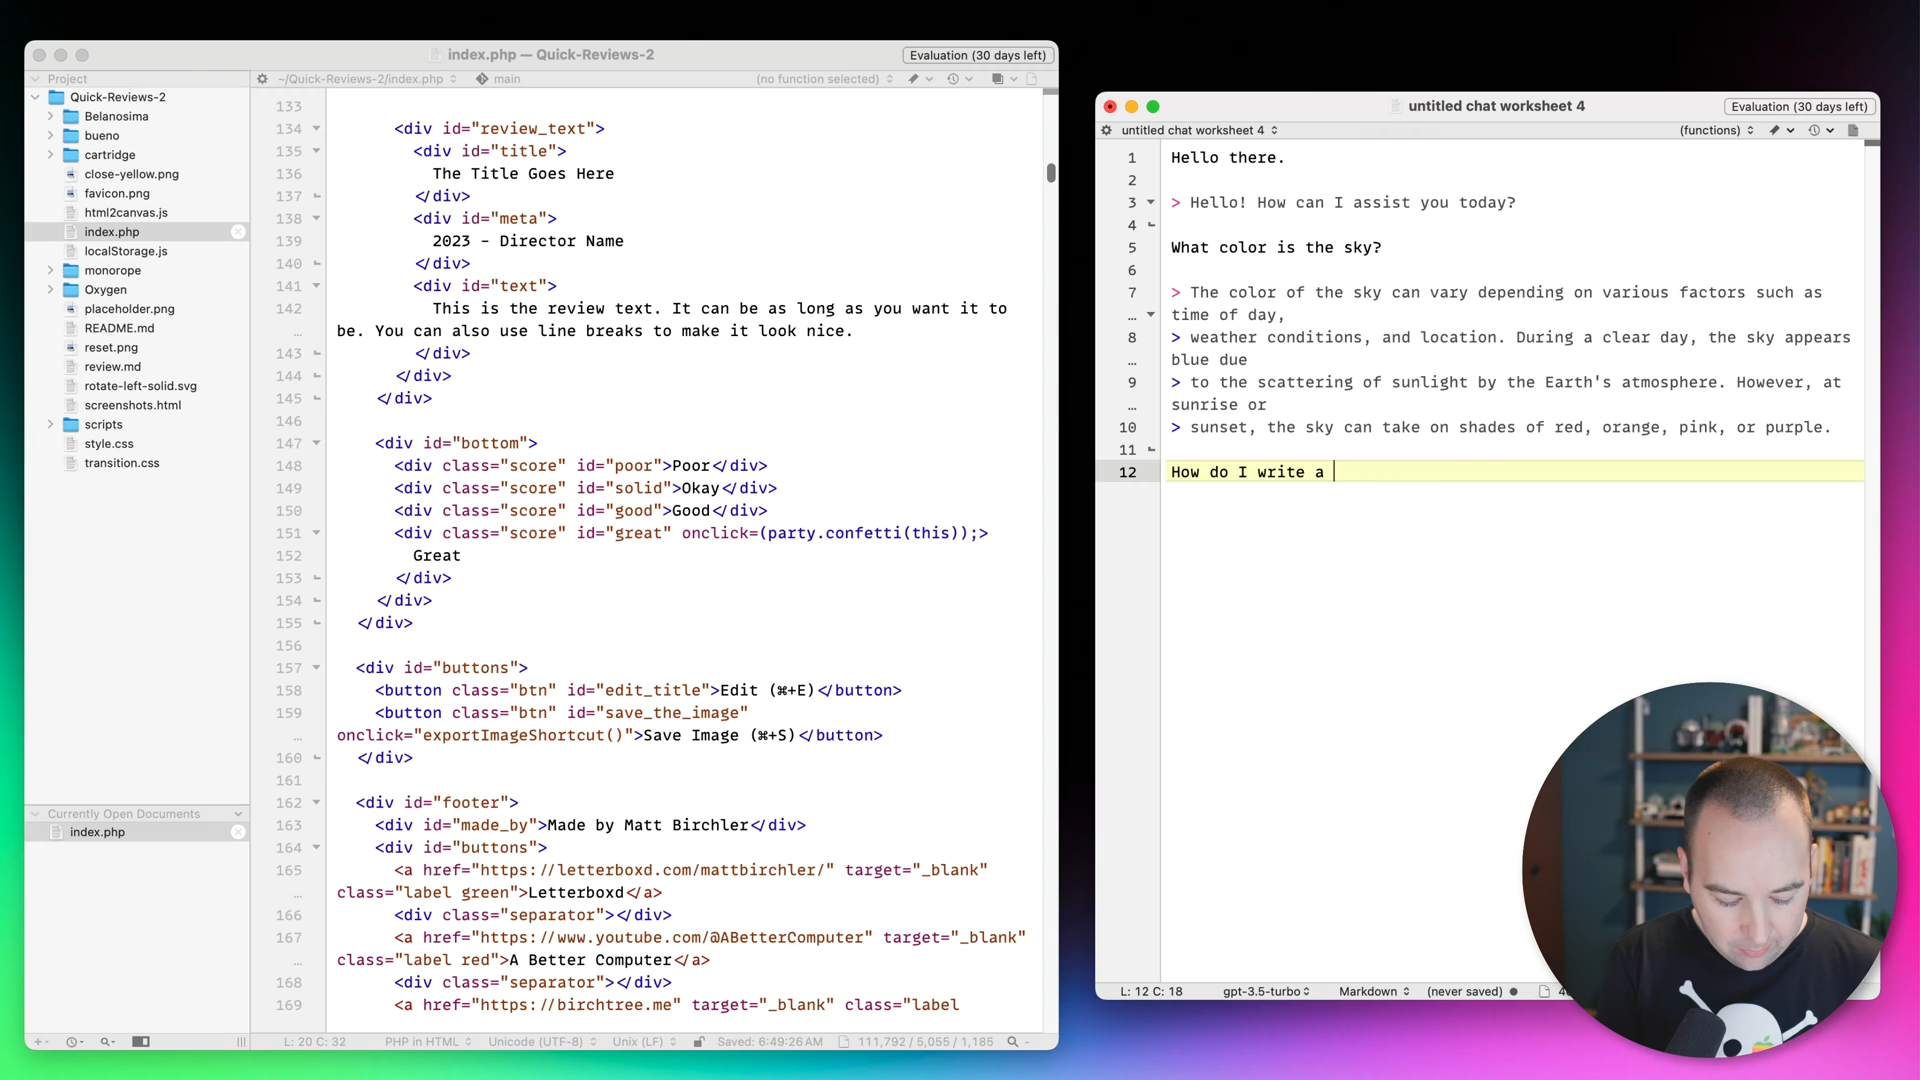 index.php — Quick-Reviews-2
Evaluation (30 days left)
Project
~/Quick-Reviews-2/index.php
main
(no function selected)
Quick-Reviews-2
Belanosima
bueno
cartridge
close-yellow.png
favicon.png
html2canvas.js
index.php
localStorage.js
monorope
Oxygen
placeholder.png
README.md
reset.png
review.md
rotate-left-solid.svg
screenshots.html
scripts
style.css
transition.css
Currently Open Documents
index.php
133
134 <div id="review_text">
135 <div id="title">
136 The Title Goes Here
137 </div>
138 <div id="meta">
139 2023 - Director Name
140 </div>
141 <div id="text">
142 This is the review text. It can be as long as you want it to
… be. You can also use line breaks to make it look nice.
143 </div>
144 </div>
145 </div>
146
147 <div id="bottom">
148 <div class="score" id="poor">Poor</div>
149 <div class="score" id="solid">Okay</div>
150 <div class="score" id="good">Good</div>
151 <div class="score" id="great" onclick=(party.confetti(this));>
152 Great
153 </div>
154 </div>
155 </div>
156
157 <div id="buttons">
158 <button class="btn" id="edit_title">Edit (⌘+E)</button>
159 <button class="btn" id="save_the_image"
… onclick="exportImageShortcut()">Save Image (⌘+S)</button>
160 </div>
161
162 <div id="footer">
163 <div id="made_by">Made by Matt Birchler</div>
164 <div id="buttons">
165 <a href="https://letterboxd.com/mattbirchler/" target="_blank"
… class="label green">Letterboxd</a>
166 <div class="separator"></div>
167 <a href="https://www.youtube.com/@ABetterComputer" target="_blank"
… class="label red">A Better Computer</a>
168 <div class="separator"></div>
169 <a href="https://birchtree.me" target="_blank" class="label
L: 20 C: 32
PHP in HTML
Unicode (UTF-8)
Unix (LF)
Saved: 6:49:26 AM
111,792 / 5,055 / 1,185
untitled chat worksheet 4
Evaluation (30 days left)
untitled chat worksheet 4
(functions)
1 Hello there.
2
3 > Hello! How can I assist you today?
4
5 What color is the sky?
6
7 > The color of the sky can vary depending on various factors such as
… time of day,
8 > weather conditions, and location. During a clear day, the sky appears
… blue due
9 > to the scattering of sunlight by the Earth's atmosphere. However, at
… sunrise or
10 > sunset, the sky can take on shades of red, orange, pink, or purple.
11
12 How do I write a
L: 12 C: 18
gpt-3.5-turbo
Markdown
(never saved)